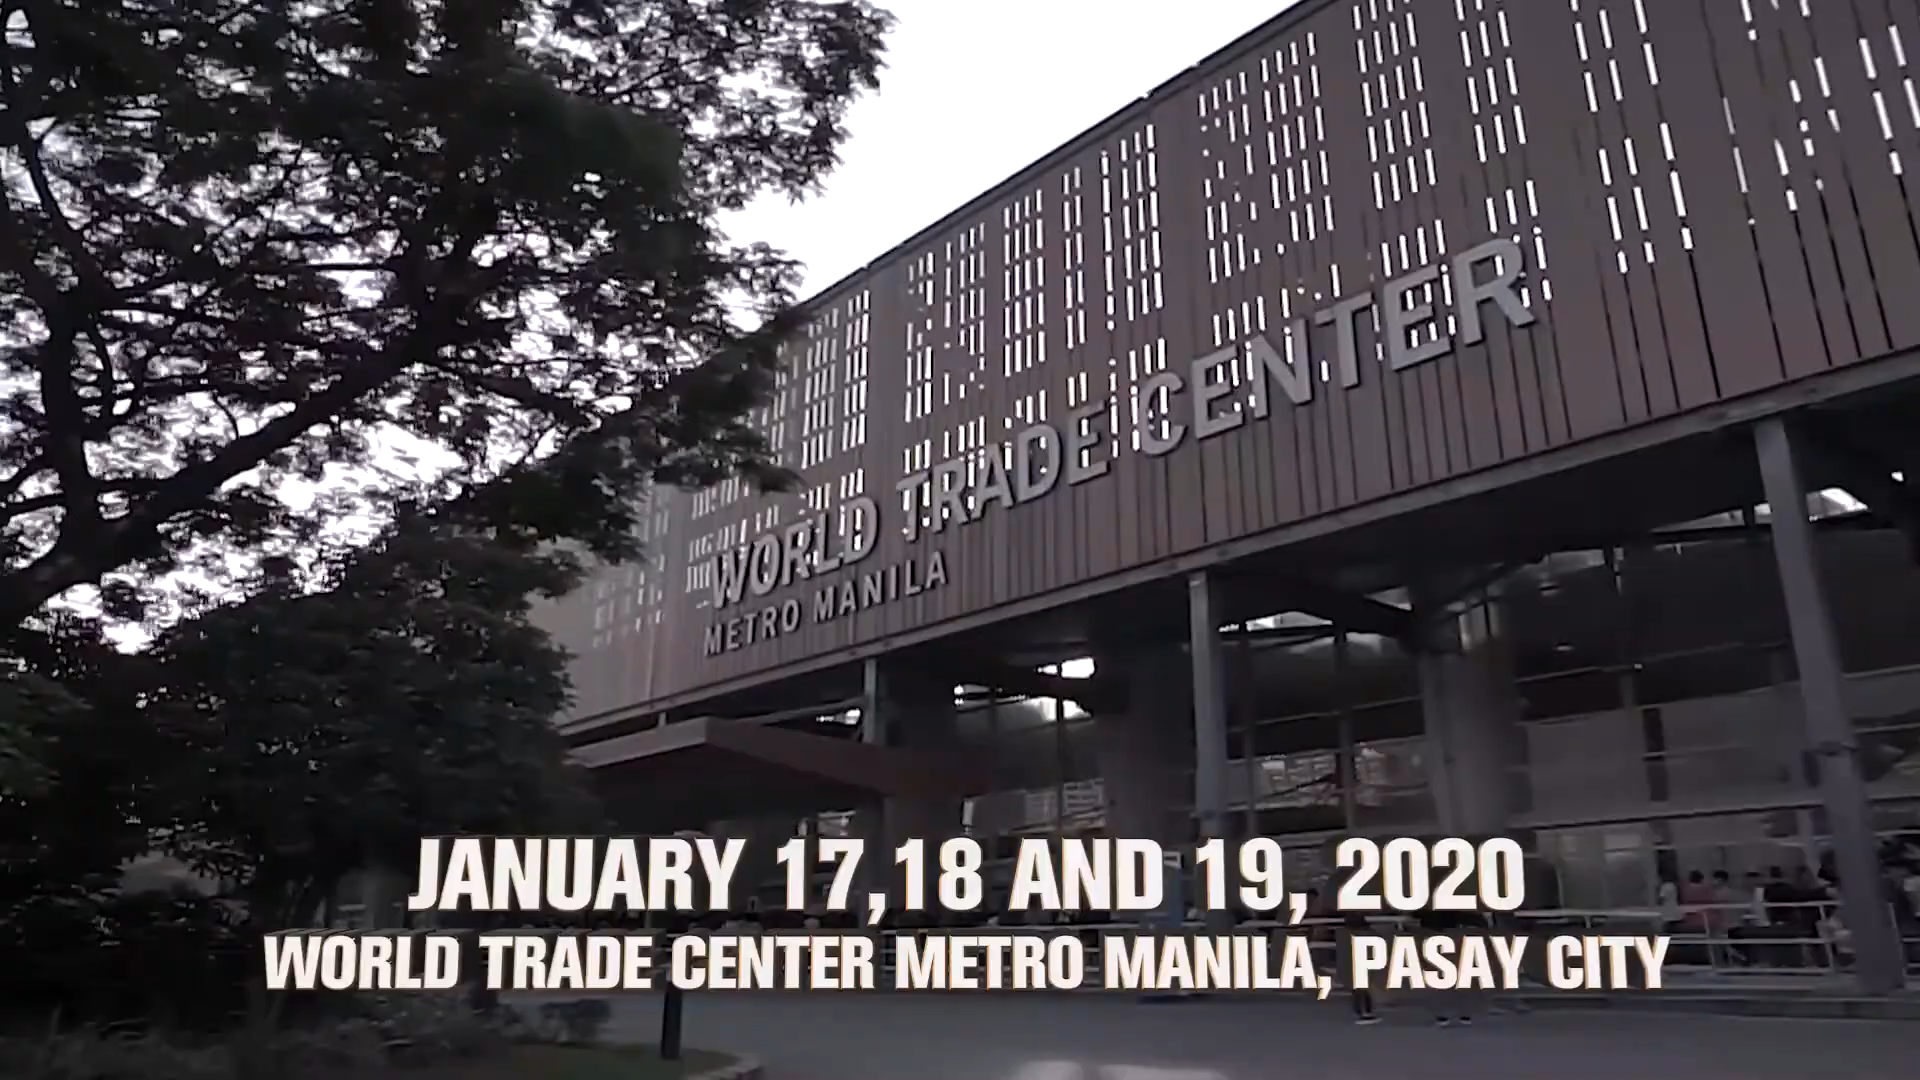 WORLD TRADE CENTER
METRO MANILA
JANUARY 17,18 AND 19, 2020
WORLD TRADE CENTER METRO MANILA, PASAY CITY